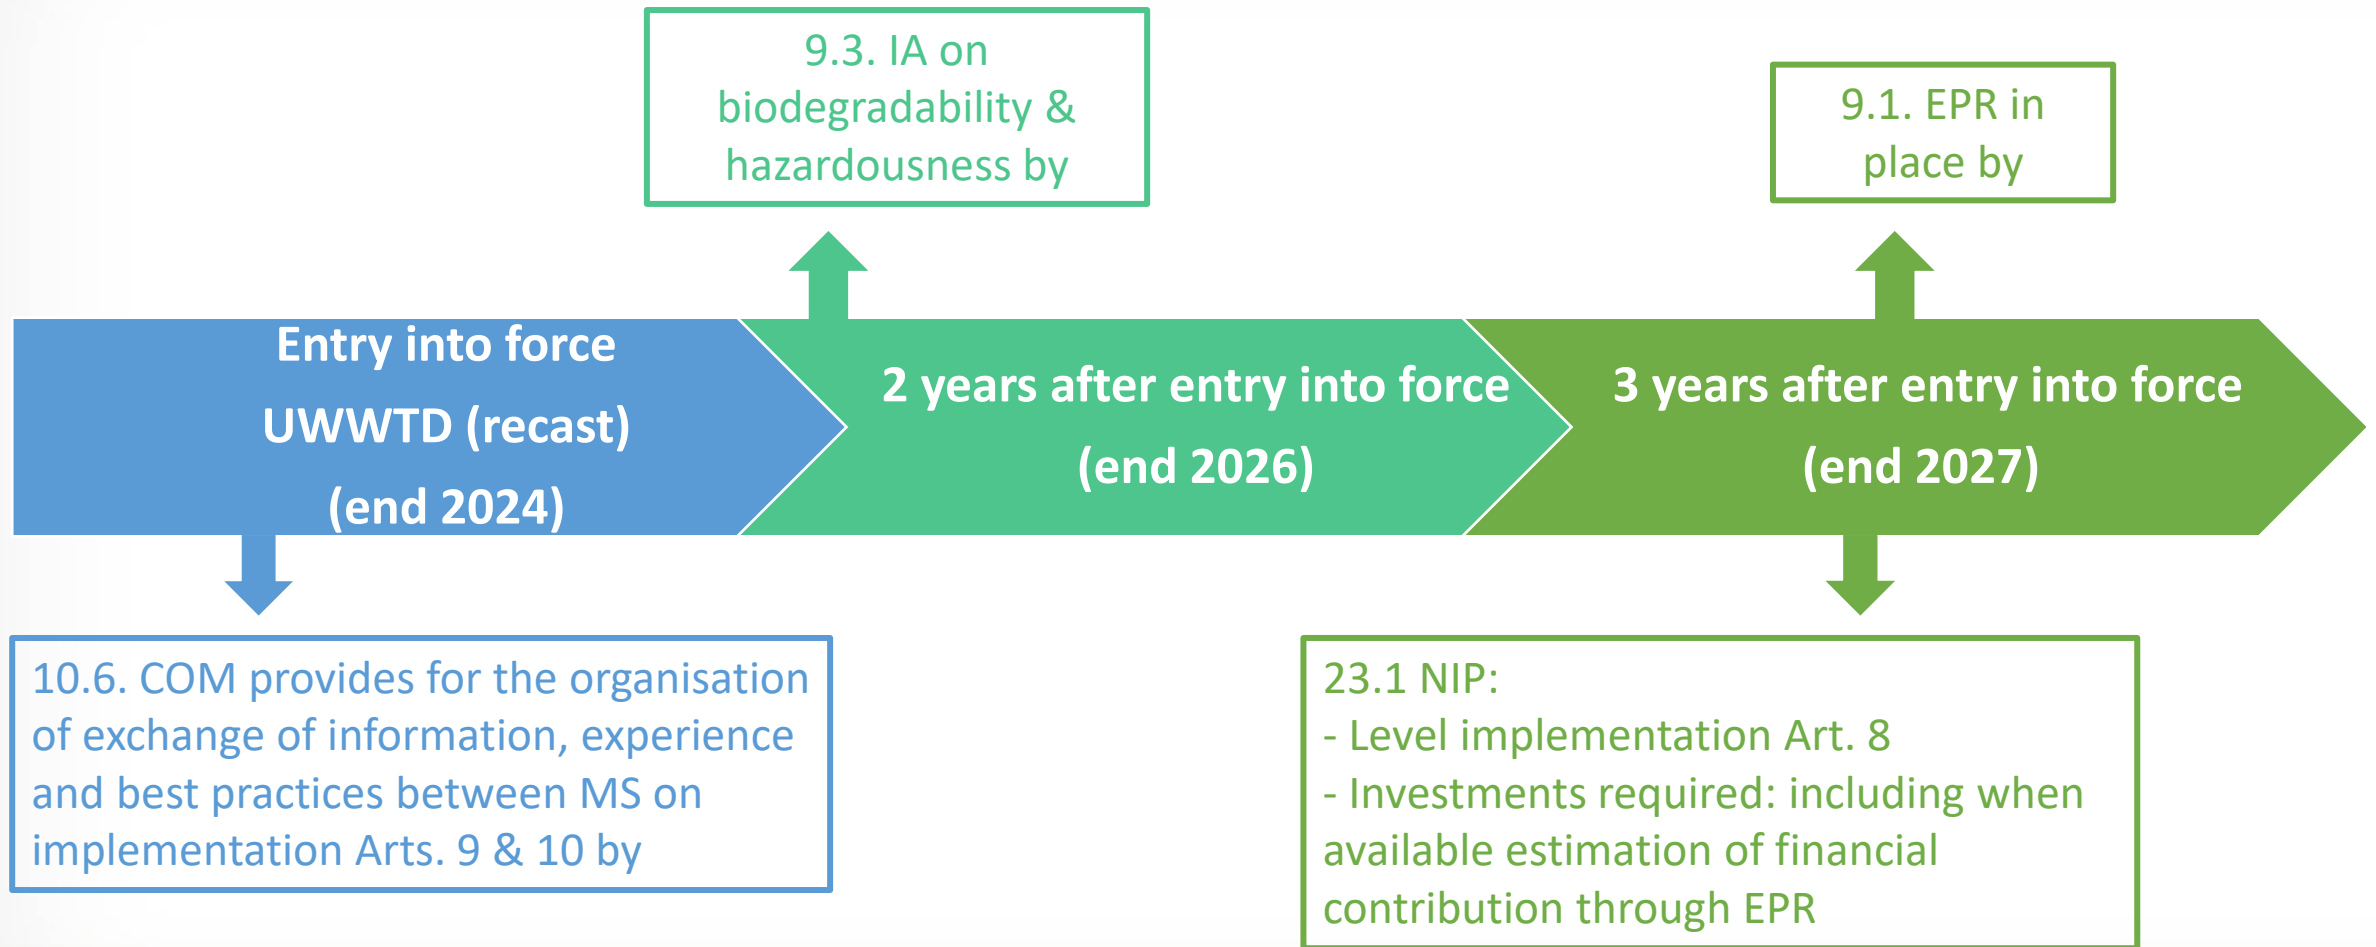 9.3. IA on
biodegradability &
hazardousness by
9.1. EPR in
place by
Entry into force
UWWTD (recast)
(end 2024)
2 years after entry into force
(end 2026)
3 years after entry into force
(end 2027)
10.6. COM provides for the organisation
of exchange of information, experience
and best practices between MS on
implementation Arts. 9 & 10 by
23.1 NIP:
- Level implementation Art. 8
- Investments required: including when
available estimation of financial
contribution through EPR